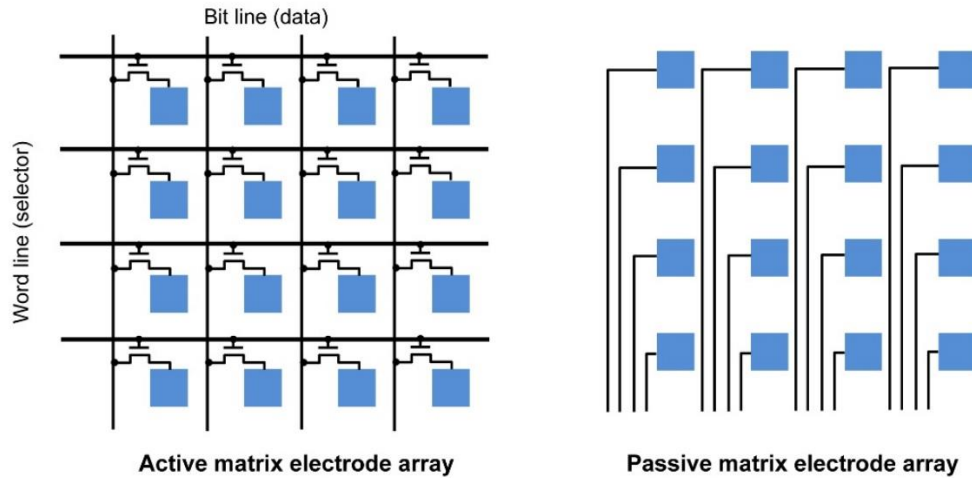 Bit line (data)
Word line (selector)
Active matrix electrode array
Passive matrix electrode array